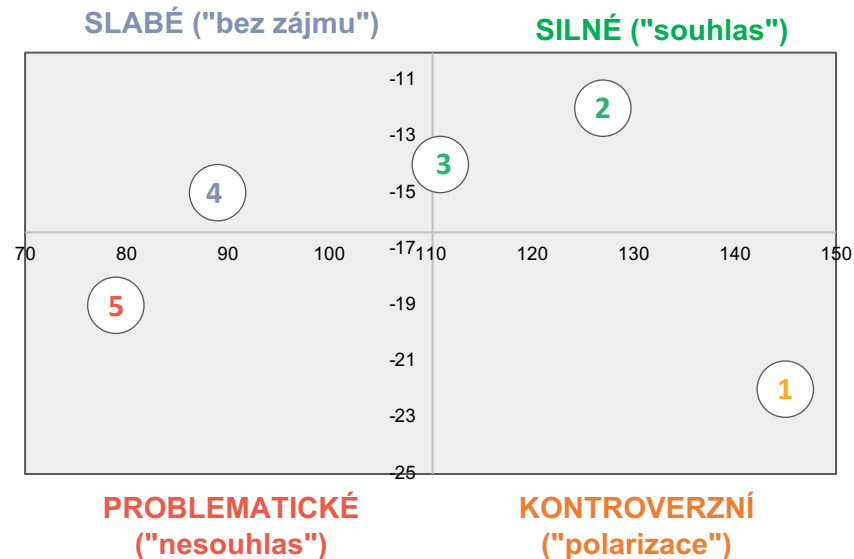 SLABÉ ("bez zájmu")
SILNÉ ("souhlas")
-11
2
-13
3
-15
4
-17
70 80 90 100 110 120 130 140 150
5
-19
-21
1
-23
-25
PROBLEMATICKÉ
("nesouhlas")
KONTROVERZNÍ
("polarizace")